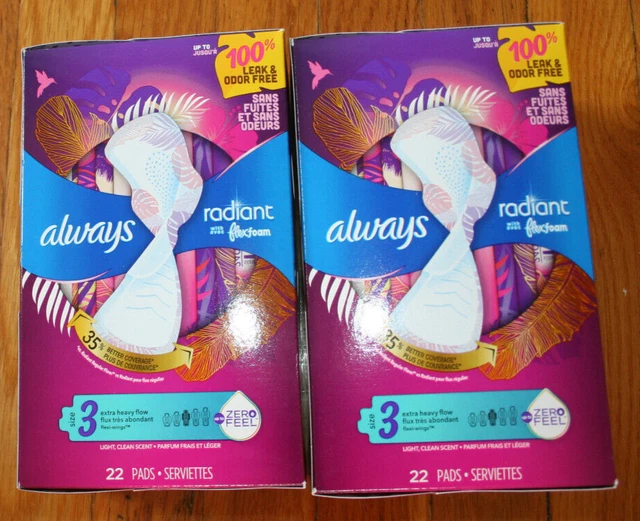 UP TO
JUSQU'À
100%
LEAK &
ODOR FREE
SANS
FUITES
ET SANS
ODEURS
always
radiant
flexfoam
35%
BETTER COVERAGE*
PLUS DE COUVRANCE*
size
3
extra heavy flow
flux très abondant
flexi-wings™
ZERO
FEEL
LIGHT, CLEAN SCENT • PARFUM FRAIS ET LÉGER
22 PADS • SERVIETTES
UP TO
JUSQU'À
100%
LEAK &
ODOR FREE
SANS
FUITES
ET SANS
ODEURS
always
radiant
flexfoam
35%
BETTER COVERAGE*
PLUS DE COUVRANCE*
size
3
extra heavy flow
flux très abondant
flexi-wings™
ZERO
FEEL
LIGHT, CLEAN SCENT • PARFUM FRAIS ET LÉGER
22 PADS • SERVIETTES